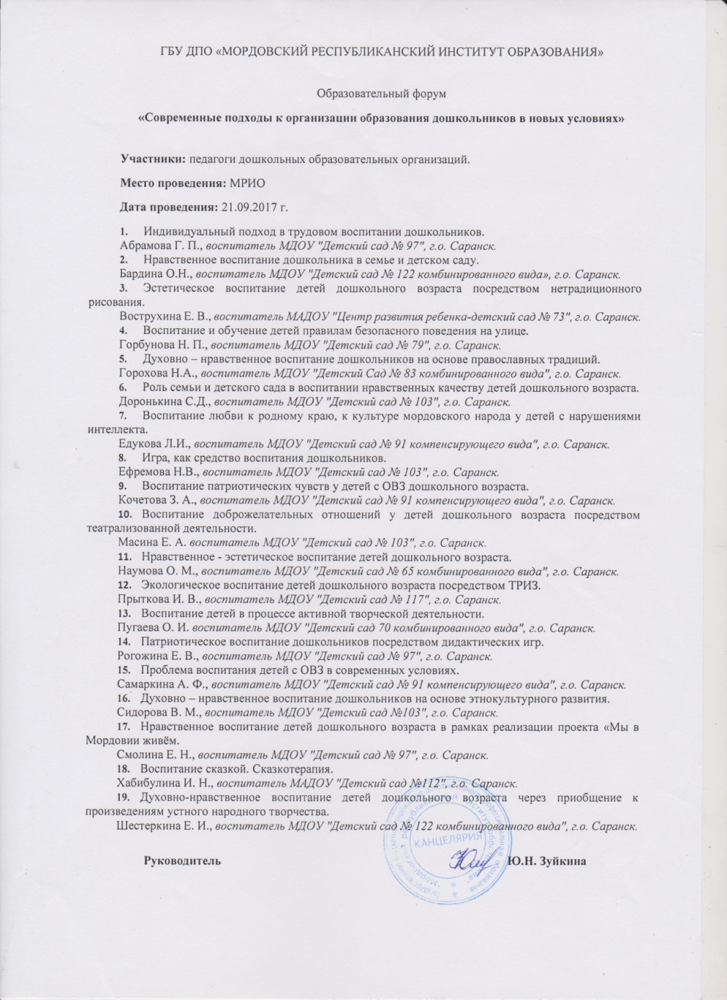 ГБУ ДПО «МОРДОВСКИЙ РЕСПУБЛИКАНСКИЙ ИНСТИТУТ ОБРАЗОВАНИЯ»
Образовательный форум
«Современные подходы к организации образования дошкольников в новых условиях»
Участники: педагоги дошкольных образовательных организаций.
Место проведения: МРИО
Дата проведения: 21.09.2017 г.
1. Индивидуальный подход в трудовом воспитании дошкольников.
Абрамова Г. П., воспитатель МДОУ "Детский сад № 97", г.о. Саранск.
2. Нравственное воспитание дошкольника в семье и детском саду.
Бардина О.Н., воспитатель МДОУ "Детский сад № 122 комбинированного вида», г.о. Саранск.
3. Эстетическое воспитание детей дошкольного возраста посредством нетрадиционного
рисования.
Вострухина Е. В., воспитатель МАДОУ "Центр развития ребенка-детский сад № 73", г.о. Саранск.
4. Воспитание и обучение детей правилам безопасного поведения на улице.
Горбунова Н. П., воспитатель МДОУ "Детский сад № 79", г.о. Саранск.
5. Духовно – нравственное воспитание дошкольников на основе православных традиций.
Горохова Н.А., воспитатель МДОУ "Детский Сад № 83 комбинированного вида", г.о. Саранск.
6. Роль семьи и детского сада в воспитании нравственных качеству детей дошкольного возраста.
Доронькина С.Д., воспитатель МДОУ "Детский сад № 103", г.о. Саранск.
7. Воспитание любви к родному краю, к культуре мордовского народа у детей с нарушениями
интеллекта.
Едукова Л.И., воспитатель МДОУ "Детский сад № 91 компенсирующего вида", г.о. Саранск.
8. Игра, как средство воспитания дошкольников.
Ефремова Н.В., воспитатель МДОУ "Детский сад № 103", г.о. Саранск.
9. Воспитание патриотических чувств у детей с ОВЗ дошкольного возраста.
Кочетова З. А., воспитатель МДОУ "Детский сад № 91 компенсирующего вида", г.о. Саранск.
10. Воспитание доброжелательных отношений у детей дошкольного возраста посредством
театрализованной деятельности.
Масина Е. А. воспитатель МДОУ "Детский сад № 103", г.о. Саранск.
11. Нравственное - эстетическое воспитание детей дошкольного возраста.
Наумова О. М., воспитатель МДОУ "Детский сад № 65 комбинированного вида", г.о. Саранск.
12. Экологическое воспитание детей дошкольного возраста посредством ТРИЗ.
Прыткова И. В., воспитатель МДОУ "Детский сад № 117", г.о. Саранск.
13. Воспитание детей в процессе активной творческой деятельности.
Пугаева О. И. воспитатель МДОУ "Детский сад 70 комбинированного вида", г.о. Саранск.
14. Патриотическое воспитание дошкольников посредством дидактических игр.
Рогожина Е. В., воспитатель МДОУ "Детский сад № 97", г.о. Саранск.
15. Проблема воспитания детей с ОВЗ в современных условиях.
Самаркина А. Ф., воспитатель МДОУ "Детский сад № 91 компенсирующего вида", г.о. Саранск.
16. Духовно – нравственное воспитание дошкольников на основе этнокультурного развития.
Сидорова В. М., воспитатель МДОУ "Детский сад №103", г.о. Саранск.
17. Нравственное воспитание детей дошкольного возраста в рамках реализации проекта «Мы в
Мордовии живём.
Смолина Е. Н., воспитатель МДОУ "Детский сад № 97", г.о. Саранск.
18. Воспитание сказкой. Сказкотерапия.
Хабибулина И. Н., воспитатель МАДОУ "Детский сад №112", г.о. Саранск.
19. Духовно-нравственное воспитание детей дошкольного возраста через приобщение к
произведениям устного народного творчества.
Шестеркина Е. И., воспитатель МДОУ "Детский сад № 122 комбинированного вида", г.о. Саранск.
КАНЦЕЛЯРИЯ
Руководитель Ю.Н. Зуйкина